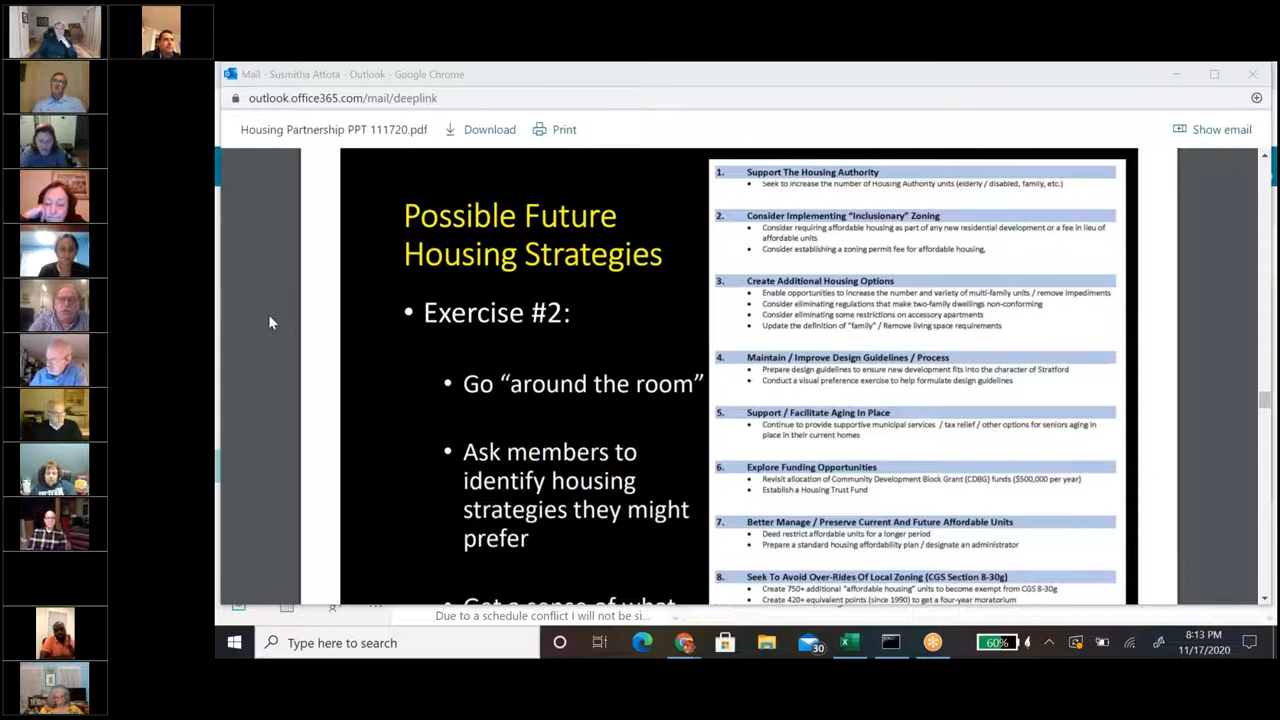 Mail - Susmitha Attota - Outlook - Google Chrome
outlook.office365.com/mail/deeplink
Housing Partnership PPT 111720.pdf Download Print Show email
Possible Future
Housing Strategies
• Exercise #2:
• Go “around the room”
• Ask members to
identify housing
strategies they might
prefer
• Get a sense of what
1. Support The Housing Authority
• Seek to increase the number of Housing Authority units (elderly / disabled, family, etc.)
2. Consider Implementing “Inclusionary” Zoning
• Consider requiring affordable housing as part of any new residential development or a fee in lieu of
affordable units
• Consider establishing a zoning permit fee for affordable housing,
3. Create Additional Housing Options
• Enable opportunities to increase the number and variety of multi-family units / remove impediments
• Consider eliminating regulations that make two-family dwellings non-conforming
• Consider eliminating some restrictions on accessory apartments
• Update the definition of “family” / Remove living space requirements
4. Maintain / Improve Design Guidelines / Process
• Prepare design guidelines to ensure new development fits into the character of Stratford
• Conduct a visual preference exercise to help formulate design guidelines
5. Support / Facilitate Aging In Place
• Continue to provide supportive municipal services / tax relief / other options for seniors aging in
place in their current homes
6. Explore Funding Opportunities
• Revisit allocation of Community Development Block Grant (CDBG) funds ($500,000 per year)
• Establish a Housing Trust Fund
7. Better Manage / Preserve Current And Future Affordable Units
• Deed restrict affordable units for a longer period
• Prepare a standard housing affordability plan / designate an administrator
8. Seek To Avoid Over-Rides Of Local Zoning (CGS Section 8-30g)
• Create 750+ additional “affordable housing” units to become exempt from CGS 8-30g
• Create 420+ equivalent points (since 1990) to get a four-year moratorium
Due to a schedule conflict I will not be si...
Type here to search
30
60%
8:13 PM
11/17/2020